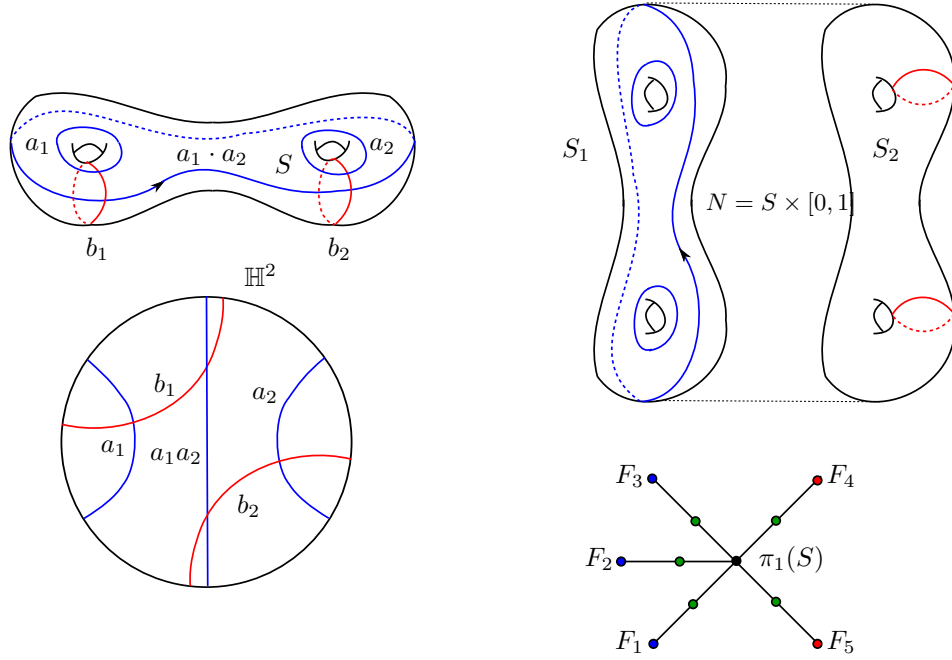 a₁
a₁ · a₂
S
a₂
b₁
b₂
ℍ²
b₁
a₂
a₁
a₁a₂
b₂
S₁
S₂
N = S × [0, 1]
F₃
F₄
F₂
π₁(S)
F₁
F₅